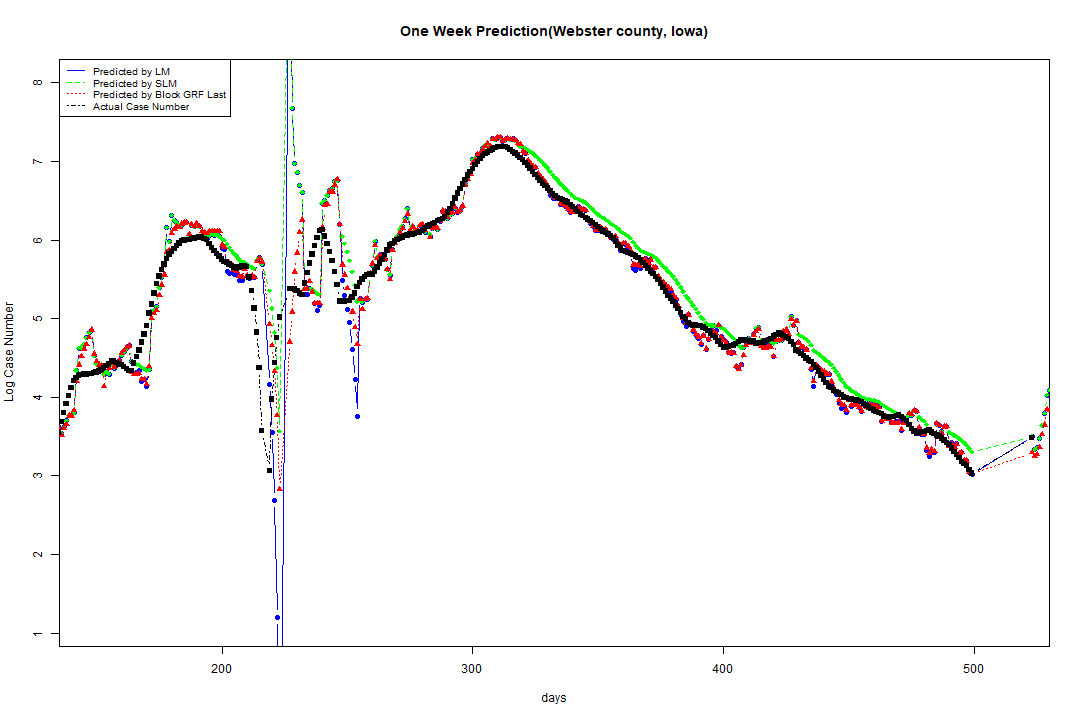 One Week Prediction(Webster county, Iowa)
Predicted by LM
Predicted by SLM
Predicted by Block GRF Last
Actual Case Number
Log Case Number
8
7
6
5
4
3
2
1
200
300
400
500
days